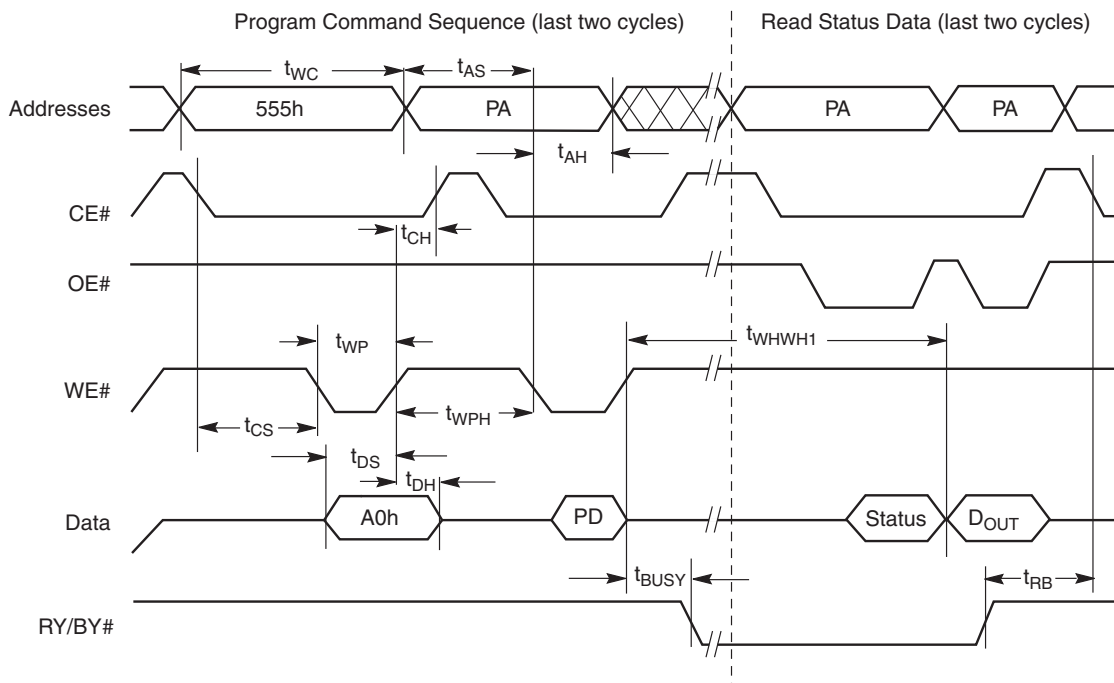 Program Command Sequence (last two cycles) Read Status Data (last two cycles)
tWC tAS
Addresses 555h PA PA PA
tAH
CE#
tCH
OE#
tWP tWHWH1
WE#
tCS tWPH
tDS tDH
Data A0h PD Status DOUT
tBUSY tRB
RY/BY#